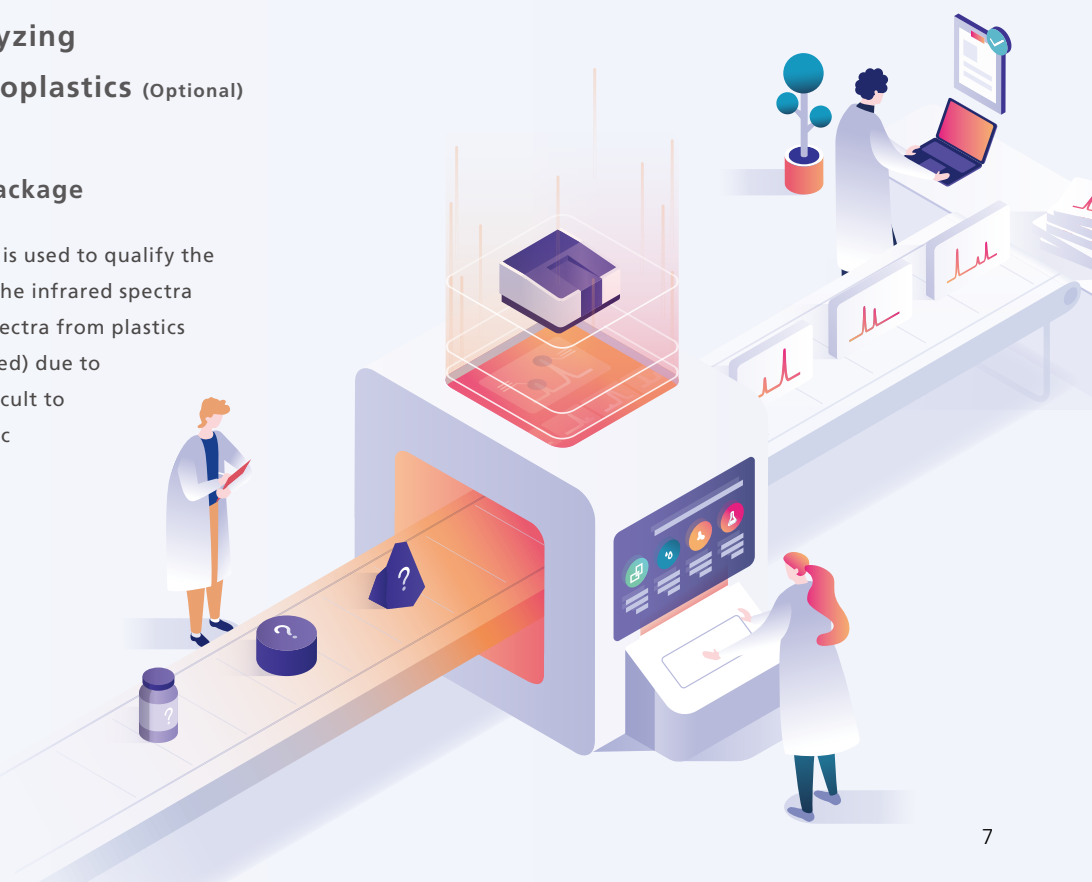 yzing
oplastics (Optional)
ackage
is used to qualify the
he infrared spectra
ectra from plastics
ed) due to
cult to
c
?
?
?
7